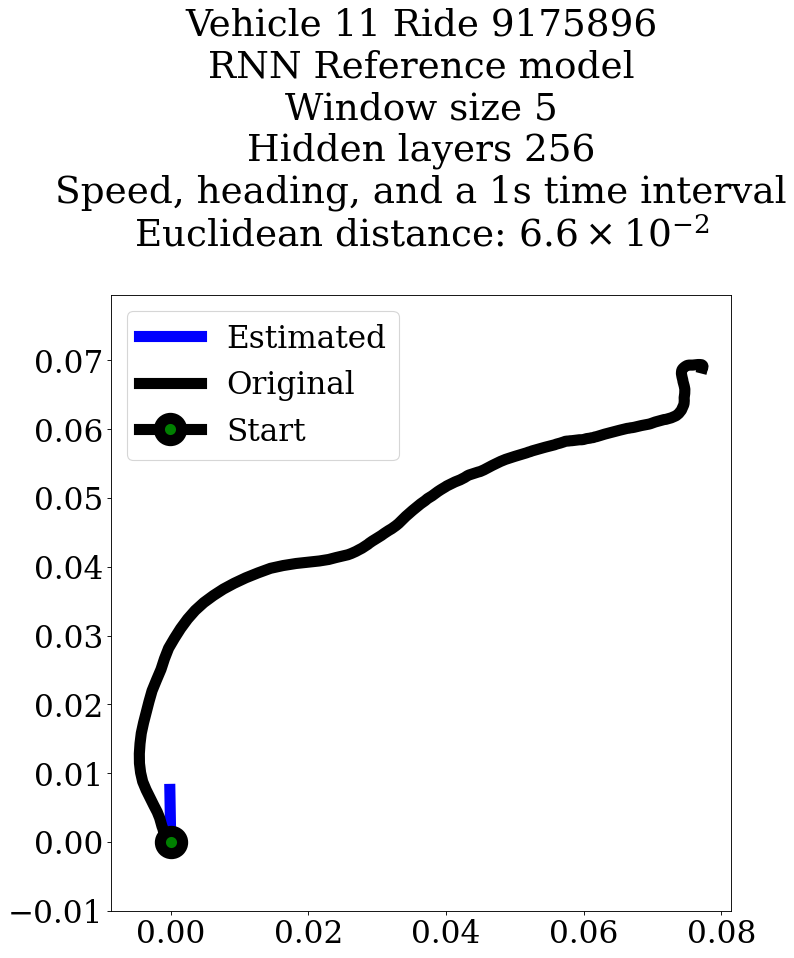 Vehicle 11 Ride 9175896
RNN Reference model
Window size 5
Hidden layers 256
Speed, heading, and a 1s time interval
Euclidean distance: 6.6 × 10⁻²
Estimated
Original
Start
0.07
0.06
0.05
0.04
0.03
0.02
0.01
0.00
−0.01
0.00 0.02 0.04 0.06 0.08